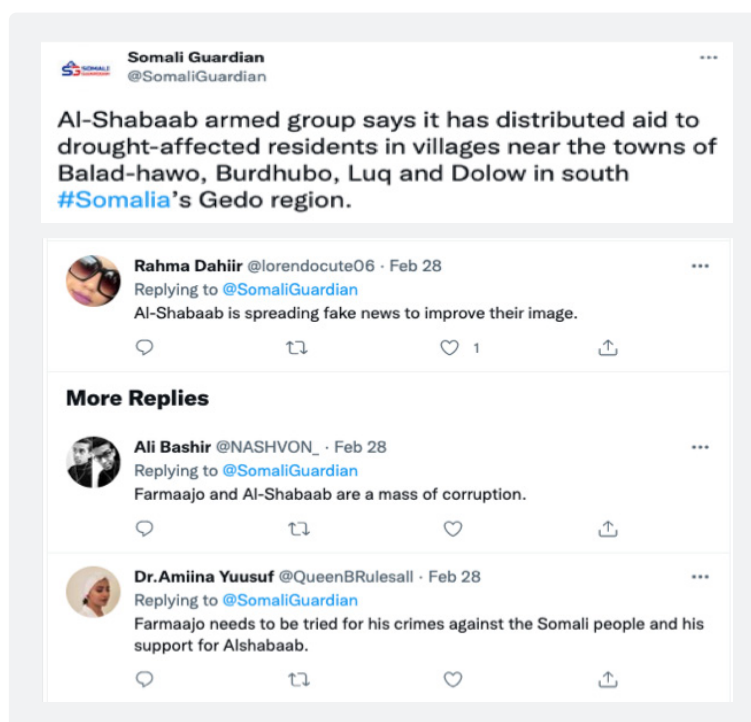 SOMALI
GUARDIAN
Somali Guardian
@SomaliGuardian
Al-Shabaab armed group says it has distributed aid to
drought-affected residents in villages near the towns of
Balad-hawo, Burdhubo, Luq and Dolow in south
#Somalia's Gedo region.
Rahma Dahiir @lorendocute06 · Feb 28
Replying to @SomaliGuardian
Al-Shabaab is spreading fake news to improve their image.
1
More Replies
Ali Bashir @NASHVON_ · Feb 28
Replying to @SomaliGuardian
Farmaajo and Al-Shabaab are a mass of corruption.
Dr.Amiina Yuusuf @QueenBRulesall · Feb 28
Replying to @SomaliGuardian
Farmaajo needs to be tried for his crimes against the Somali people and his
support for Alshabaab.